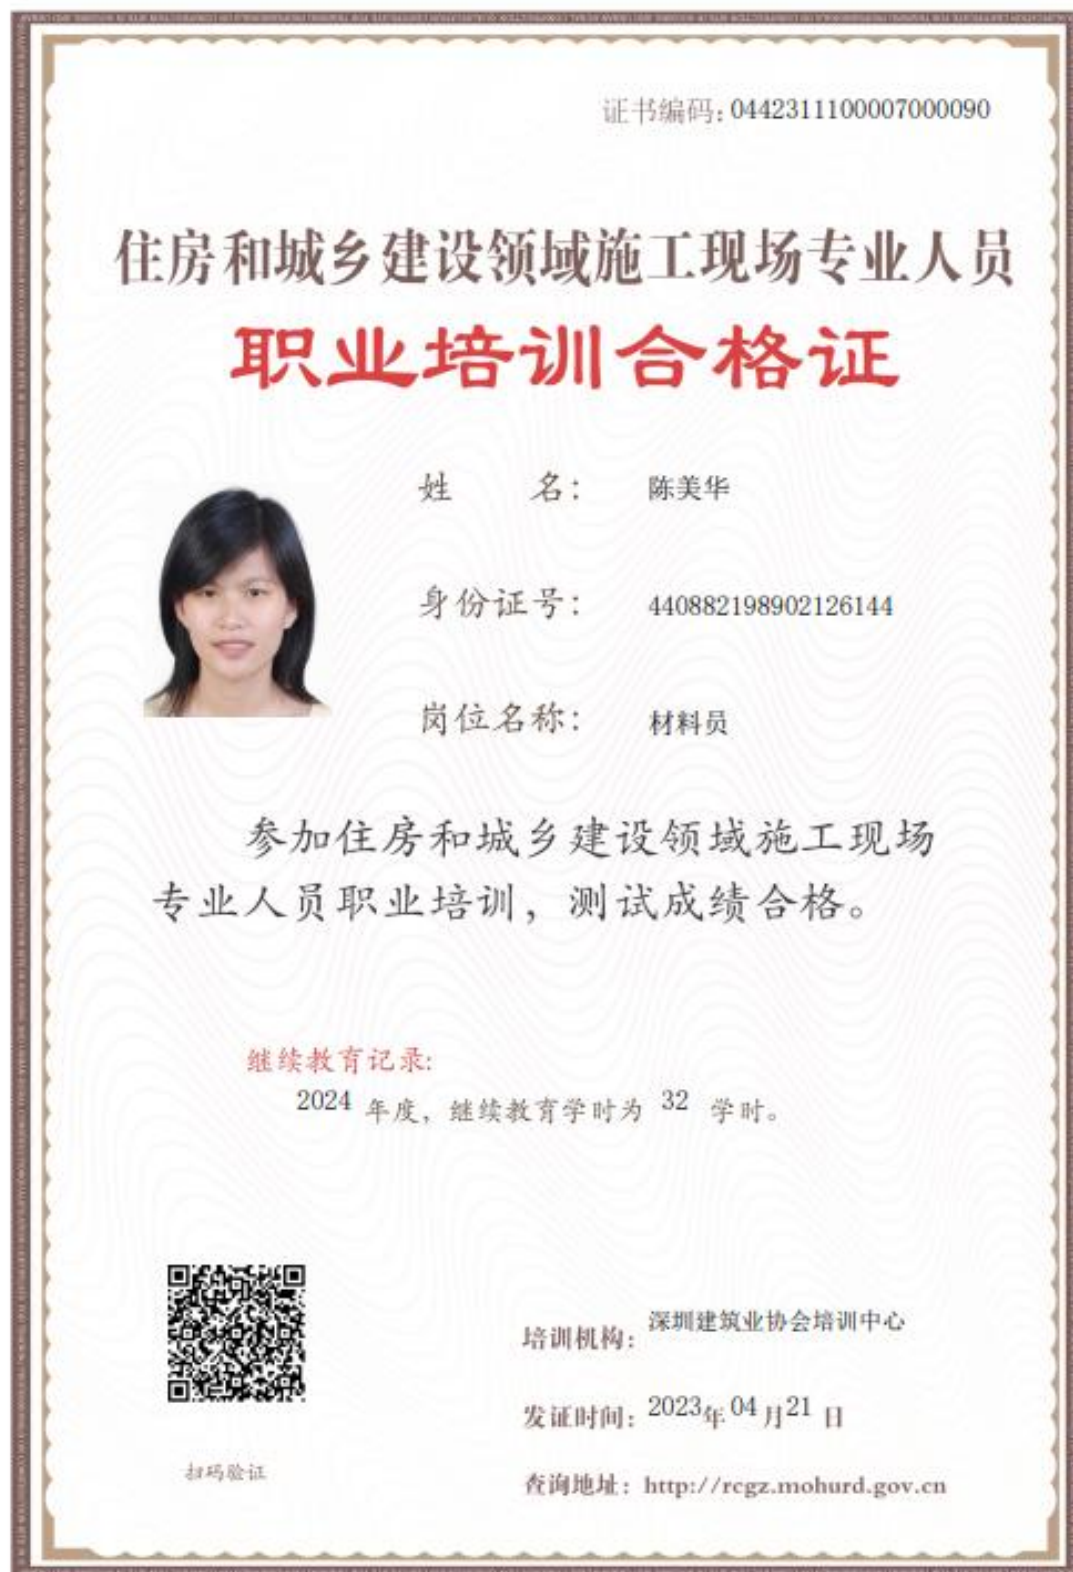 证书编码: 0442311100007000090
住房和城乡建设领域施工现场专业人员
职业培训合格证
姓 名: 陈美华
身份证号: 440882198902126144
岗位名称: 材料员
参加住房和城乡建设领域施工现场
专业人员职业培训，测试成绩合格。
继续教育记录:
2024 年度，继续教育学时为 32 学时。
培训机构: 深圳建筑业协会培训中心
发证时间: 2023年 04 月 21 日
扫码验证
查询地址: http://rcgz.mohurd.gov.cn